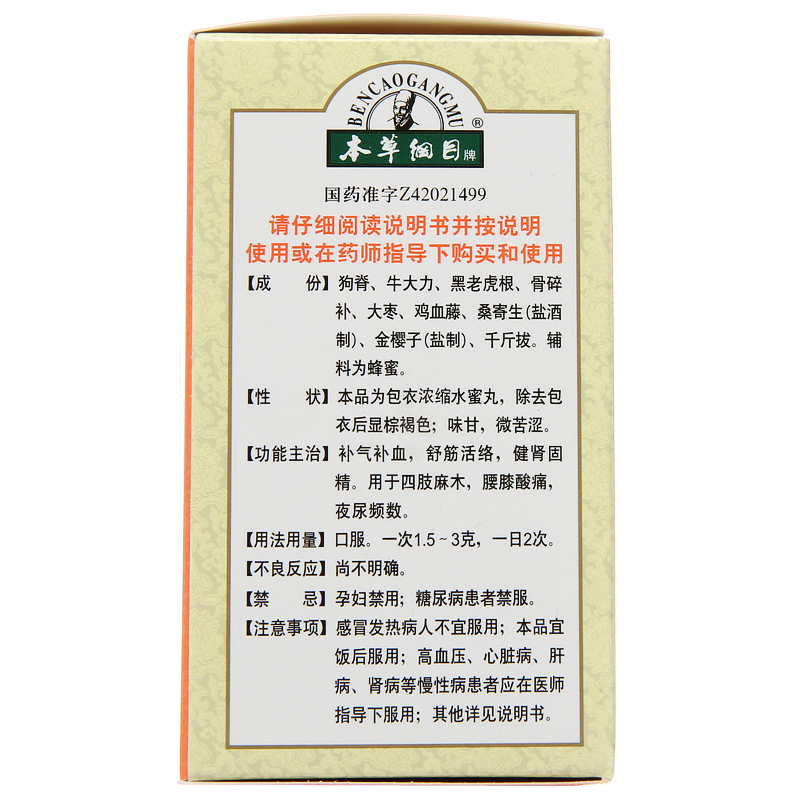 BENCAOGANGMU
®
本草纲目牌
国药准字Z42021499
请仔细阅读说明书并按说明
使用或在药师指导下购买和使用
【成 份】狗脊、牛大力、黑老虎根、骨碎
补、大枣、鸡血藤、桑寄生(盐酒
制)、金樱子(盐制)、千斤拔。辅
料为蜂蜜。
【性 状】本品为包衣浓缩水蜜丸，除去包
衣后显棕褐色；味甘，微苦涩。
【功能主治】补气补血，舒筋活络，健肾固
精。用于四肢麻木，腰膝酸痛，
夜尿频数。
【用法用量】口服。一次1.5~3克，一日2次。
【不良反应】尚不明确。
【禁 忌】孕妇禁用；糖尿病患者禁服。
【注意事项】感冒发热病人不宜服用；本品宜
饭后服用；高血压、心脏病、肝
病、肾病等慢性病患者应在医师
指导下服用；其他详见说明书。